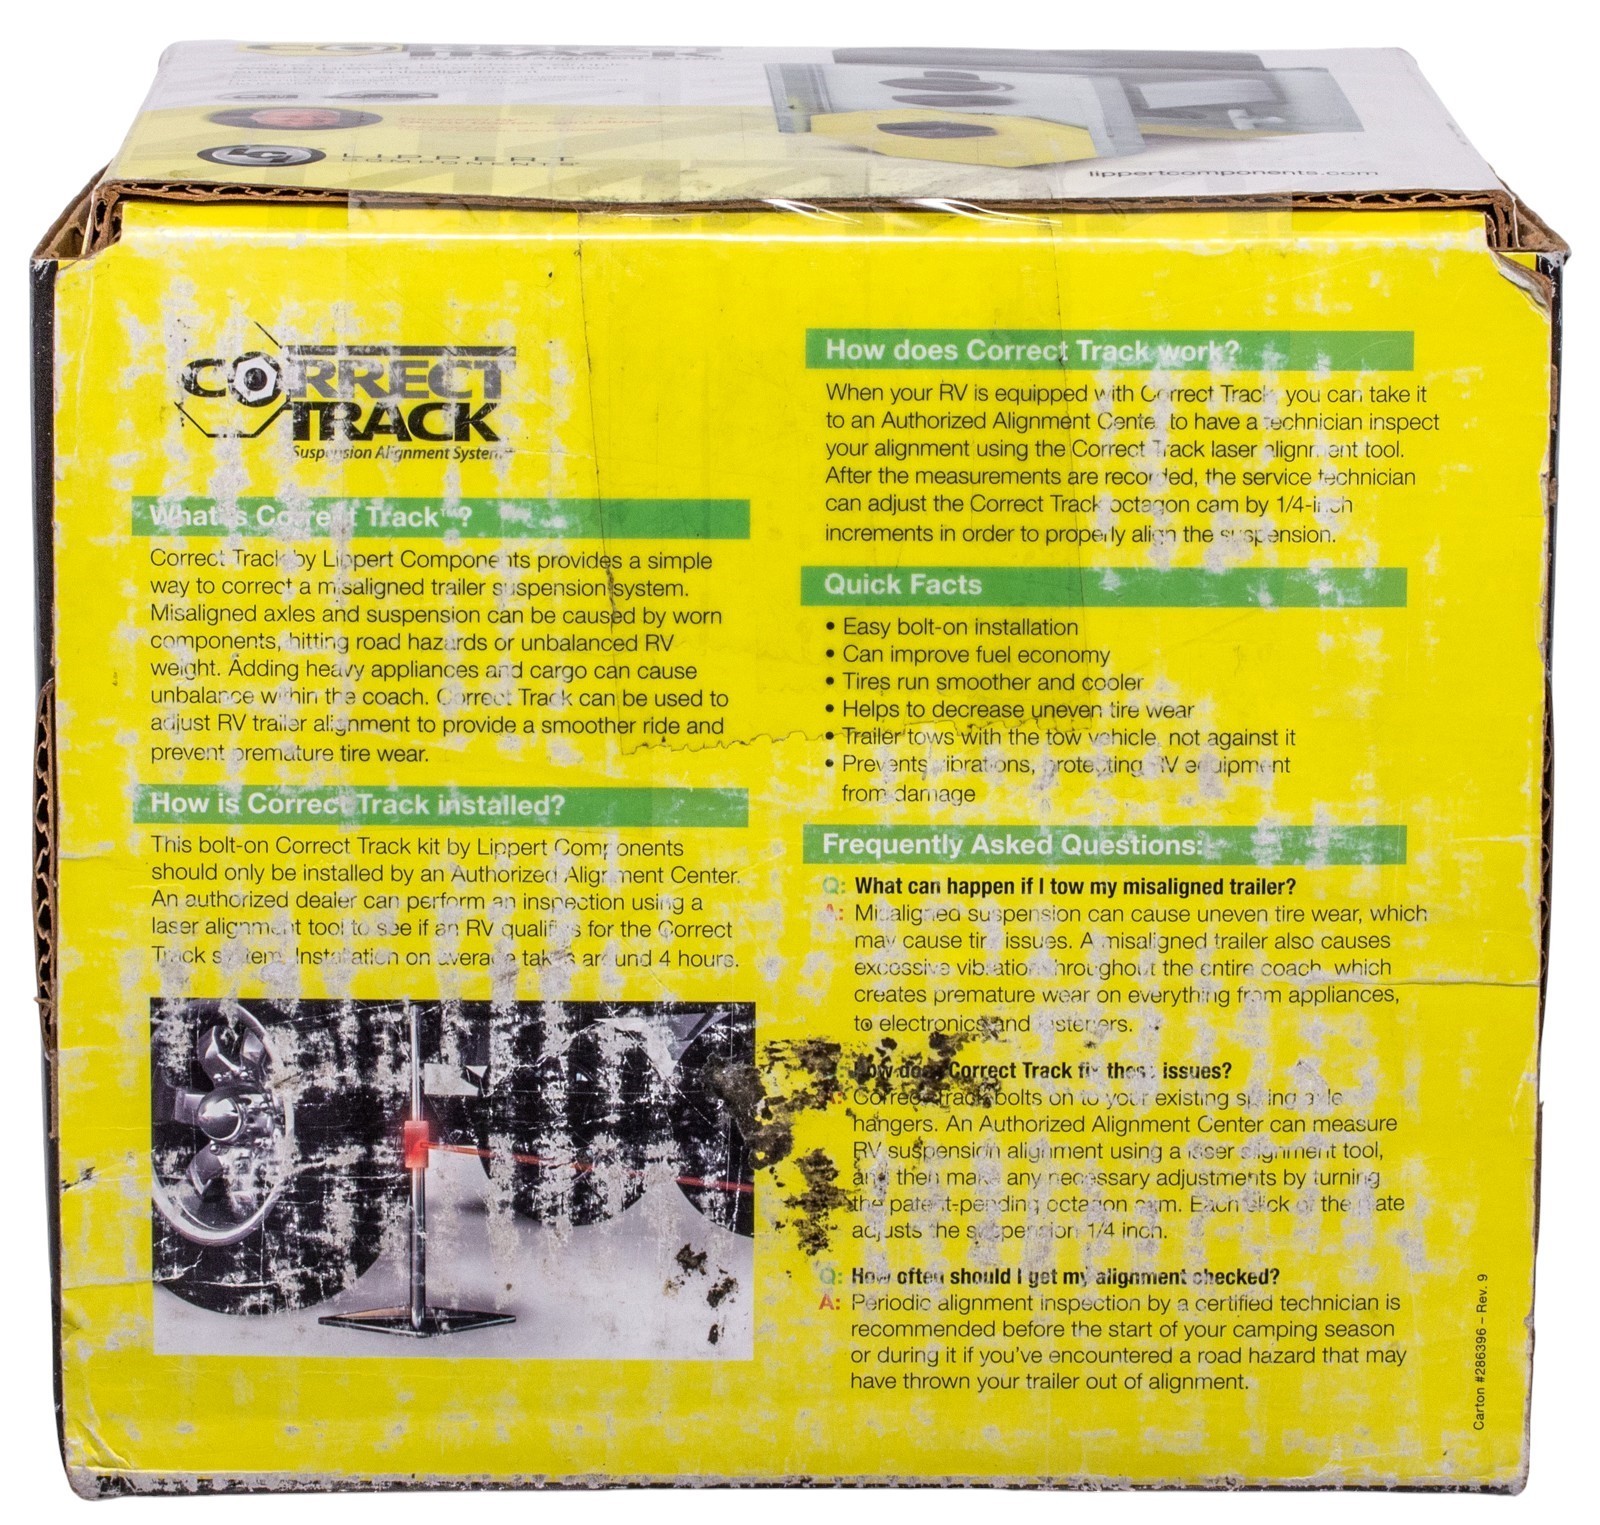 CORRECT
TRACK
LCI LIPPERT
COMPONENTS
lippertcomponents.com
CORRECT
TRACK
Suspension Alignment System
What is Correct Track™?
Correct Track by Lippert Components provides a simple
way to correct a misaligned trailer suspension system.
Misaligned axles and suspension can be caused by worn
components, hitting road hazards or unbalanced RV
weight. Adding heavy appliances and cargo can cause
unbalance within the coach. Correct Track can be used to
adjust RV trailer alignment to provide a smoother ride and
prevent premature tire wear.
How is Correct Track installed?
This bolt-on Correct Track kit by Lippert Components
should only be installed by an Authorized Alignment Center.
An authorized dealer can perform an inspection using a
laser alignment tool to see if an RV qualifies for the Correct
Track system. Installation on average takes around 4 hours.
How does Correct Track work?
When your RV is equipped with Correct Track, you can take it
to an Authorized Alignment Center to have a technician inspect
your alignment using the Correct Track laser alignment tool.
After the measurements are recorded, the service technician
can adjust the Correct Track octagon cam by 1/4-inch
increments in order to properly align the suspension.
Quick Facts
• Easy bolt-on installation
• Can improve fuel economy
• Tires run smoother and cooler
• Helps to decrease uneven tire wear
• Trailer tows with the tow vehicle, not against it
• Prevents vibrations, protecting RV equipment
from damage
Frequently Asked Questions:
Q: What can happen if I tow my misaligned trailer?
A: Misaligned suspension can cause uneven tire wear, which
may cause tire issues. A misaligned trailer also causes
excessive vibration throughout the entire coach, which
creates premature wear on everything from appliances,
to electronics and fasteners.
How does Correct Track fix these issues?
A: Correct Track bolts on to your existing spring axle
hangers. An Authorized Alignment Center can measure
RV suspension alignment using a laser alignment tool,
and then make any necessary adjustments by turning
the patent-pending octagon cam. Each click of the plate
adjusts the suspension 1/4 inch.
Q: How often should I get my alignment checked?
A: Periodic alignment inspection by a certified technician is
recommended before the start of your camping season
or during it if you've encountered a road hazard that may
have thrown your trailer out of alignment.
Carton #286396 – Rev. 9